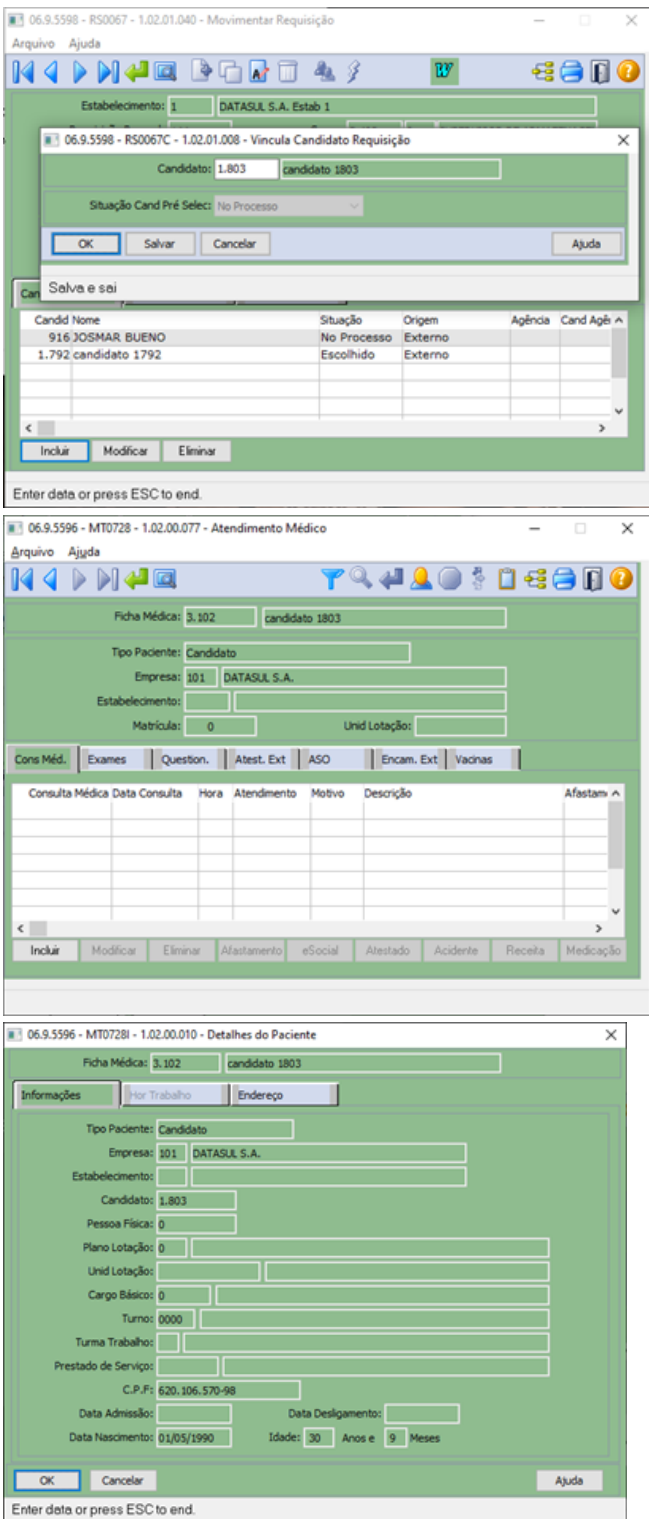 06.9.5598 - RS0067 - 1.02.01.040 - Movimentar Requisição
Arquivo Ajuda
Estabelecimento: 1 DATASUL S.A. Estab 1
06.9.5598 - RS0067C - 1.02.01.008 - Vincula Candidato Requisição
Candidato: 1.803 candidato 1803
Situação Cand Pré Selec: No Processo
OK Salvar Cancelar Ajuda
Salva e sai
Candid Nome Situação Origem Agência Cand Agên
916 JOSMAR BUENO No Processo Externo
1.792 candidato 1792 Escolhido Externo
Incluir Modificar Eliminar
Enter data or press ESC to end.
06.9.5596 - MT0728 - 1.02.00.077 - Atendimento Médico
Arquivo Ajuda
Ficha Médica: 3.102 candidato 1803
Tipo Paciente: Candidato
Empresa: 101 DATASUL S.A.
Estabelecimento:
Matrícula: 0 Unid Lotação:
Cons Méd. Exames Question. Atest. Ext ASO Encam. Ext Vacinas
Consulta Médica Data Consulta Hora Atendimento Motivo Descrição Afastam
Incluir Modificar Eliminar Afastamento eSocial Atestado Acidente Receita Medicação
06.9.5596 - MT0728I - 1.02.00.010 - Detalhes do Paciente
Ficha Médica: 3.102 candidato 1803
Informações Hor Trabalho Endereço
Tipo Paciente: Candidato
Empresa: 101 DATASUL S.A.
Estabelecimento:
Candidato: 1.803
Pessoa Física: 0
Plano Lotação: 0
Unid Lotação:
Cargo Básico: 0
Turno: 0000
Turma Trabalho:
Prestado de Serviço:
C.P.F: 620.106.570-98
Data Admissão: Data Desligamento:
Data Nascimento: 01/05/1990 Idade: 30 Anos e 9 Meses
OK Cancelar Ajuda
Enter data or press ESC to end.